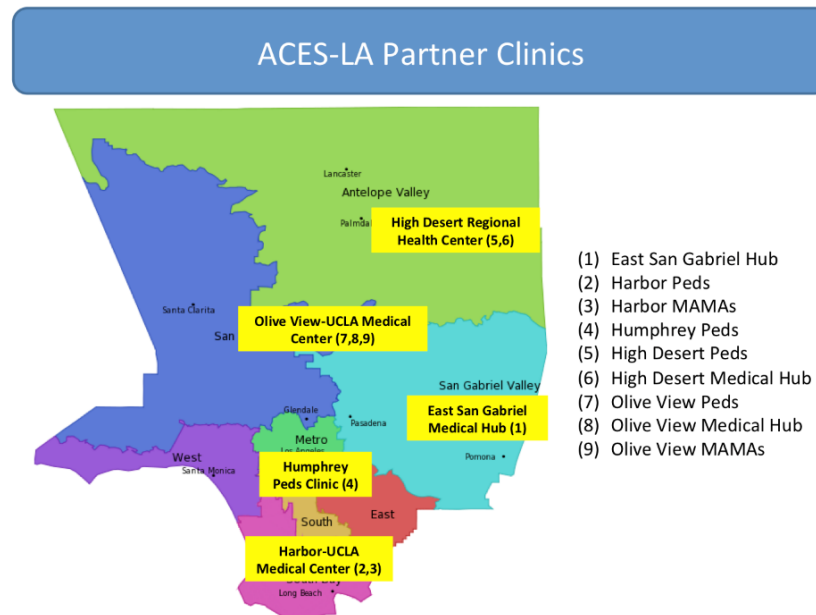 ACES-LA Partner Clinics
Lancaster
Antelope Valley
High Desert Regional
Health Center (5,6)
Santa Clarita
Olive View-UCLA Medical
Center (7,8,9)
San
San Gabriel Valley
East San Gabriel
Medical Hub (1)
Glendale
Pasadena
Metro
Pomona
West
Santa Monica
Humphrey
Peds Clinic (4)
South
East
Harbor-UCLA
Medical Center (2,3)
Long Beach
(1) East San Gabriel Hub
(2) Harbor Peds
(3) Harbor MAMAs
(4) Humphrey Peds
(5) High Desert Peds
(6) High Desert Medical Hub
(7) Olive View Peds
(8) Olive View Medical Hub
(9) Olive View MAMAs